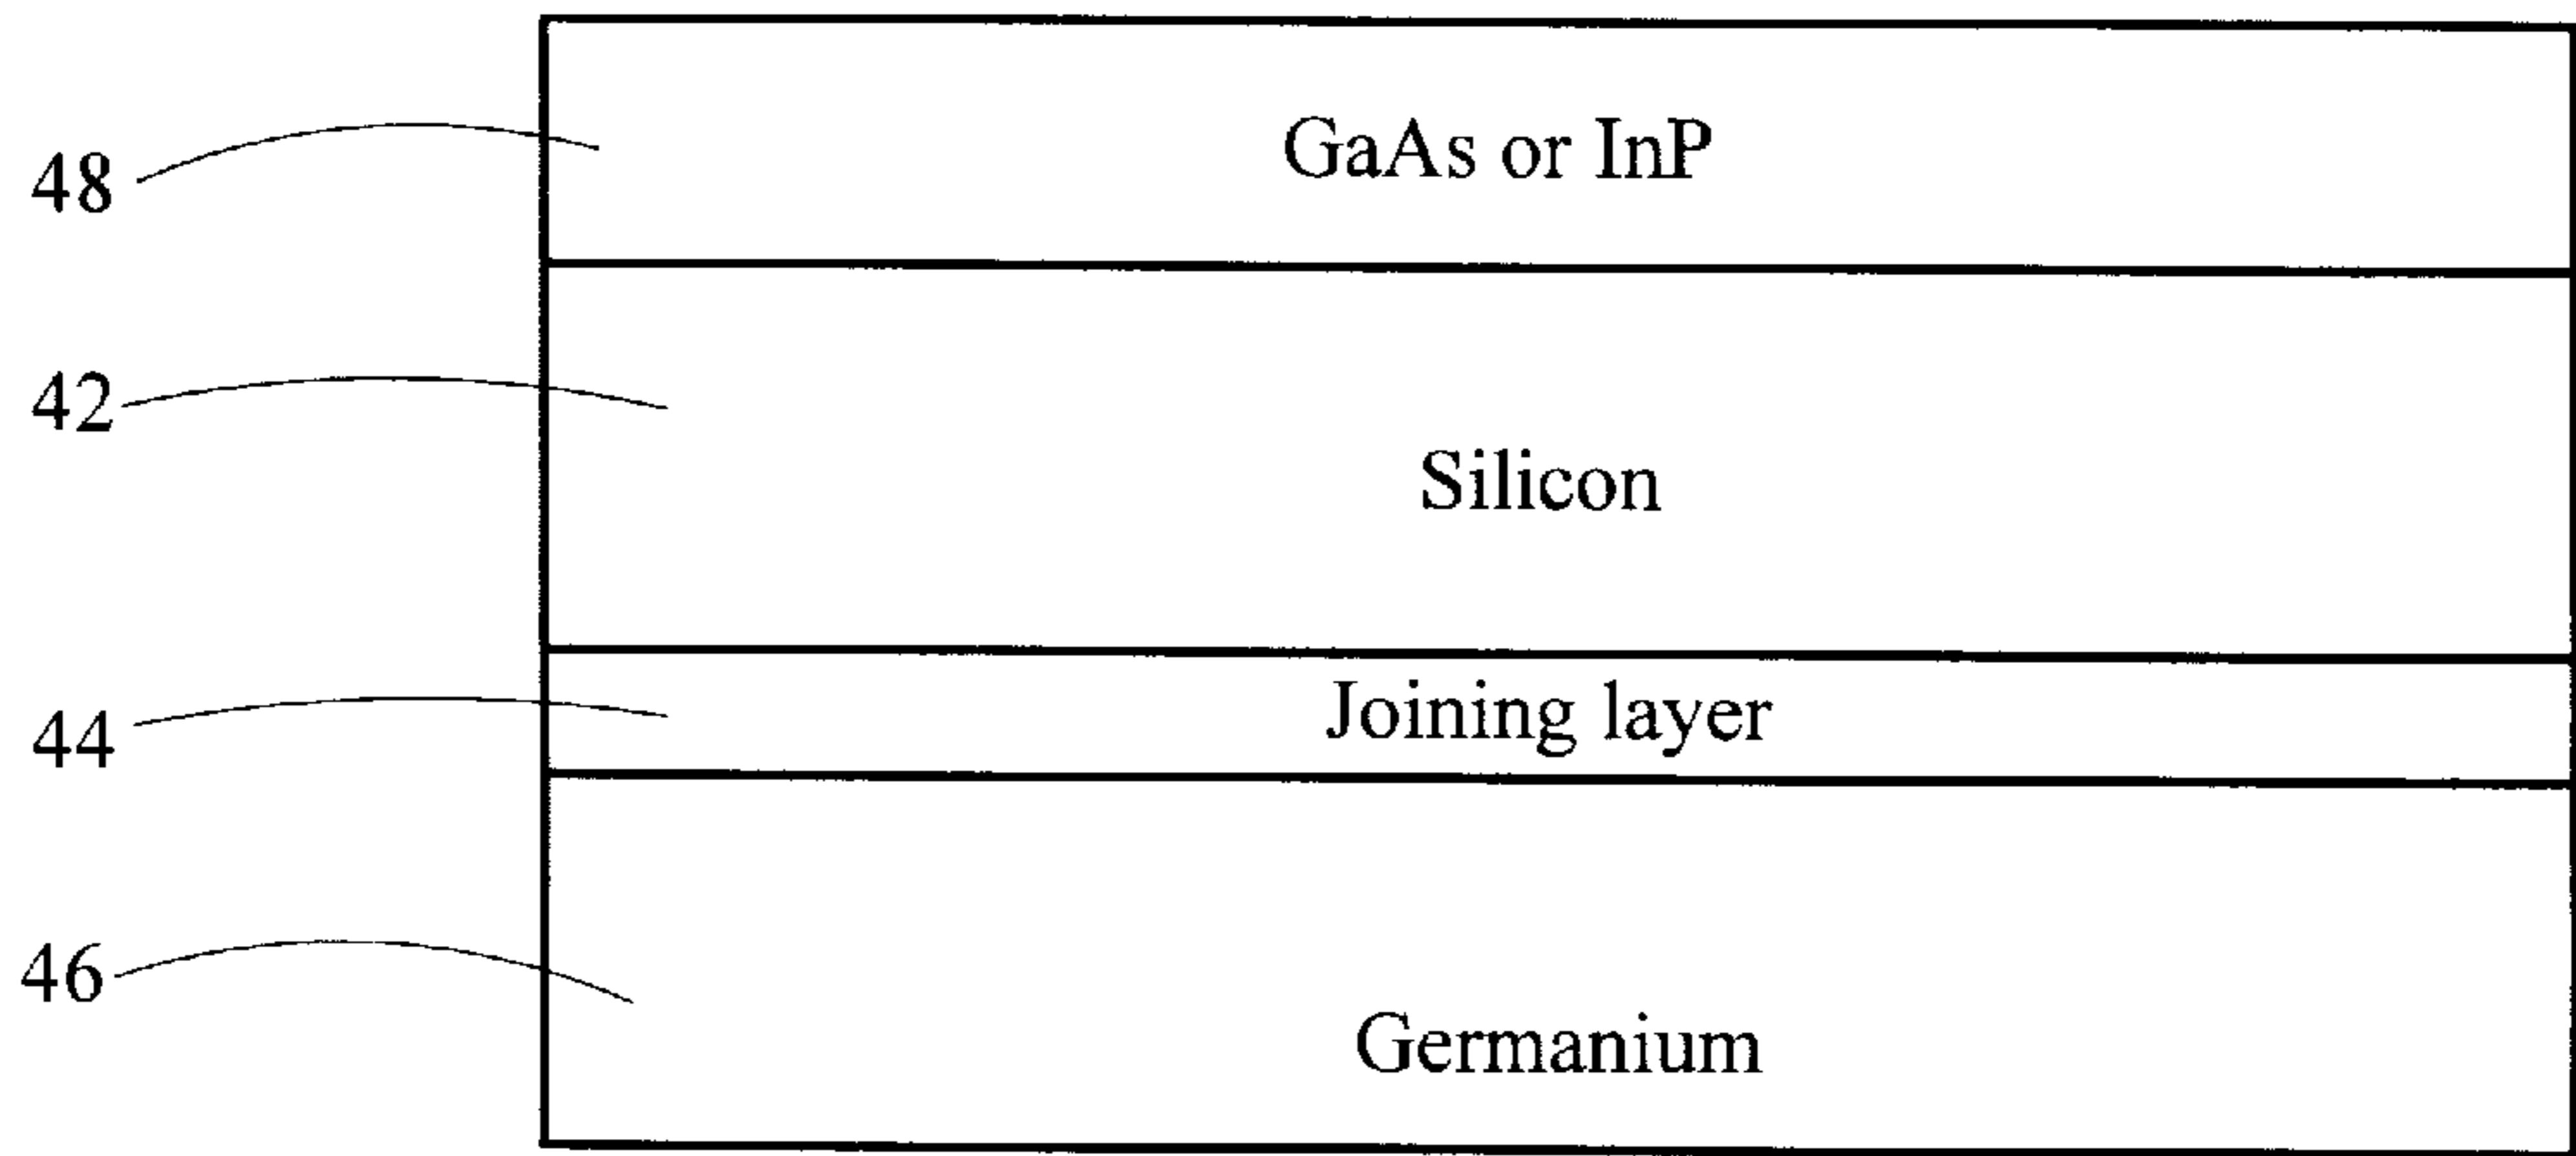 48
GaAs or InP
42
Silicon
44
Joining layer
46
Germanium